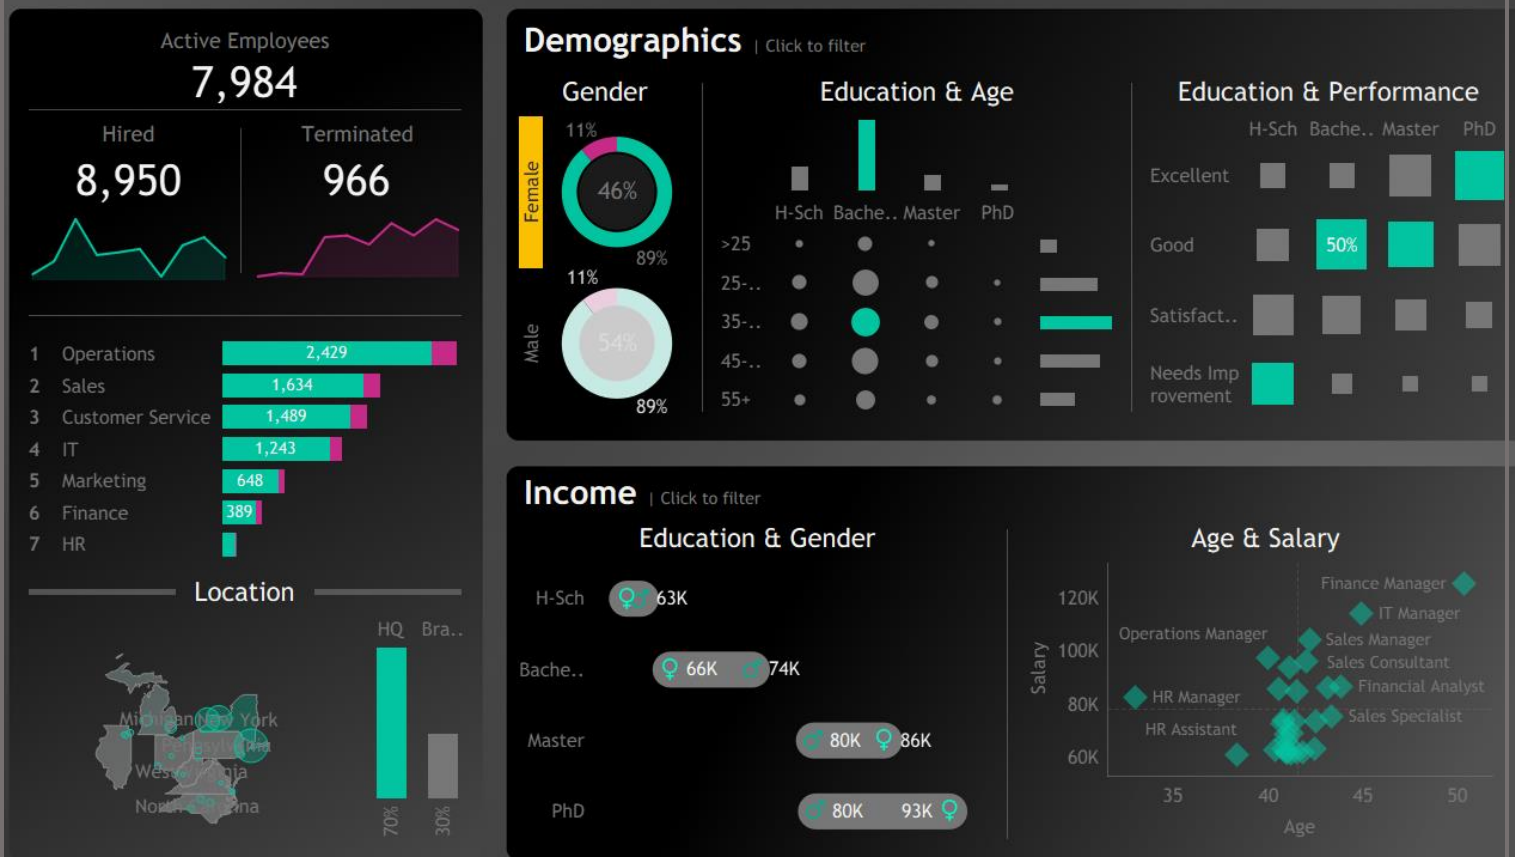 Active Employees
7,984
Hired
Terminated
8,950
966
1 Operations 2,429
2 Sales 1,634
3 Customer Service 1,489
4 IT 1,243
5 Marketing 648
6 Finance 389
7 HR
Location
HQ Bra..
Michigan New York
North
70% 30%
Demographics | Click to filter
Gender
Female
11%
46%
89%
Male
11%
54%
89%
Education & Age
H-Sch Bache.. Master PhD
>25
25-..
35-..
45-..
55+
Education & Performance
H-Sch Bache.. Master PhD
Excellent
Good 50%
Satisfact..
Needs Imp
rovement
Income | Click to filter
Education & Gender
H-Sch 63K
Bache.. 66K 74K
Master 80K 86K
PhD 80K 93K
Age & Salary
Salary
120K
100K
80K
60K
Finance Manager
IT Manager
Operations Manager
Sales Manager
Sales Consultant
Financial Analyst
HR Manager
Sales Specialist
HR Assistant
35 40 45 50
Age